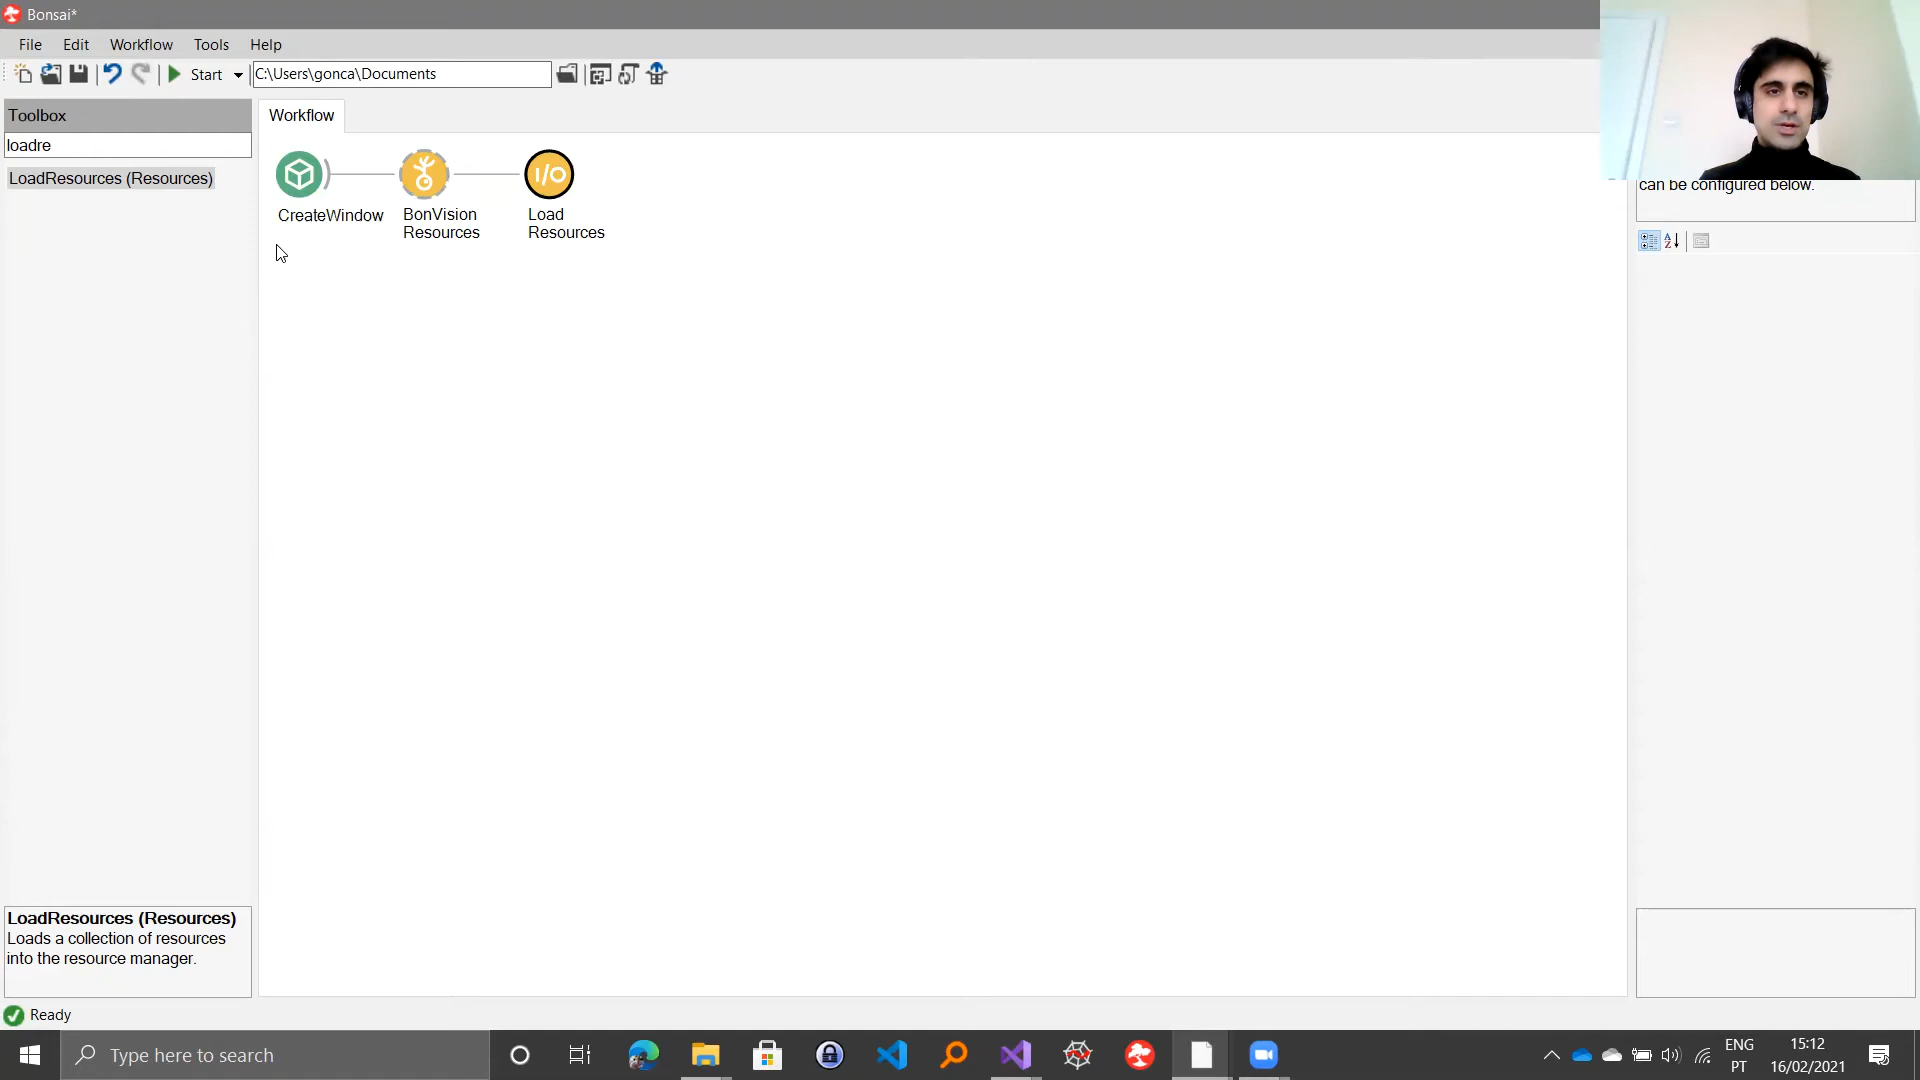 Bonsai*
File Edit Workflow Tools Help
Start C:\Users\gonca\Documents
Toolbox
loadre
LoadResources (Resources)
Workflow
I/O
CreateWindow
BonVision
Resources
Load
Resources
can be configured below.
A
Z
LoadResources (Resources)
Loads a collection of resources
into the resource manager.
Ready
Type here to search
ENG
PT
15:12
16/02/2021